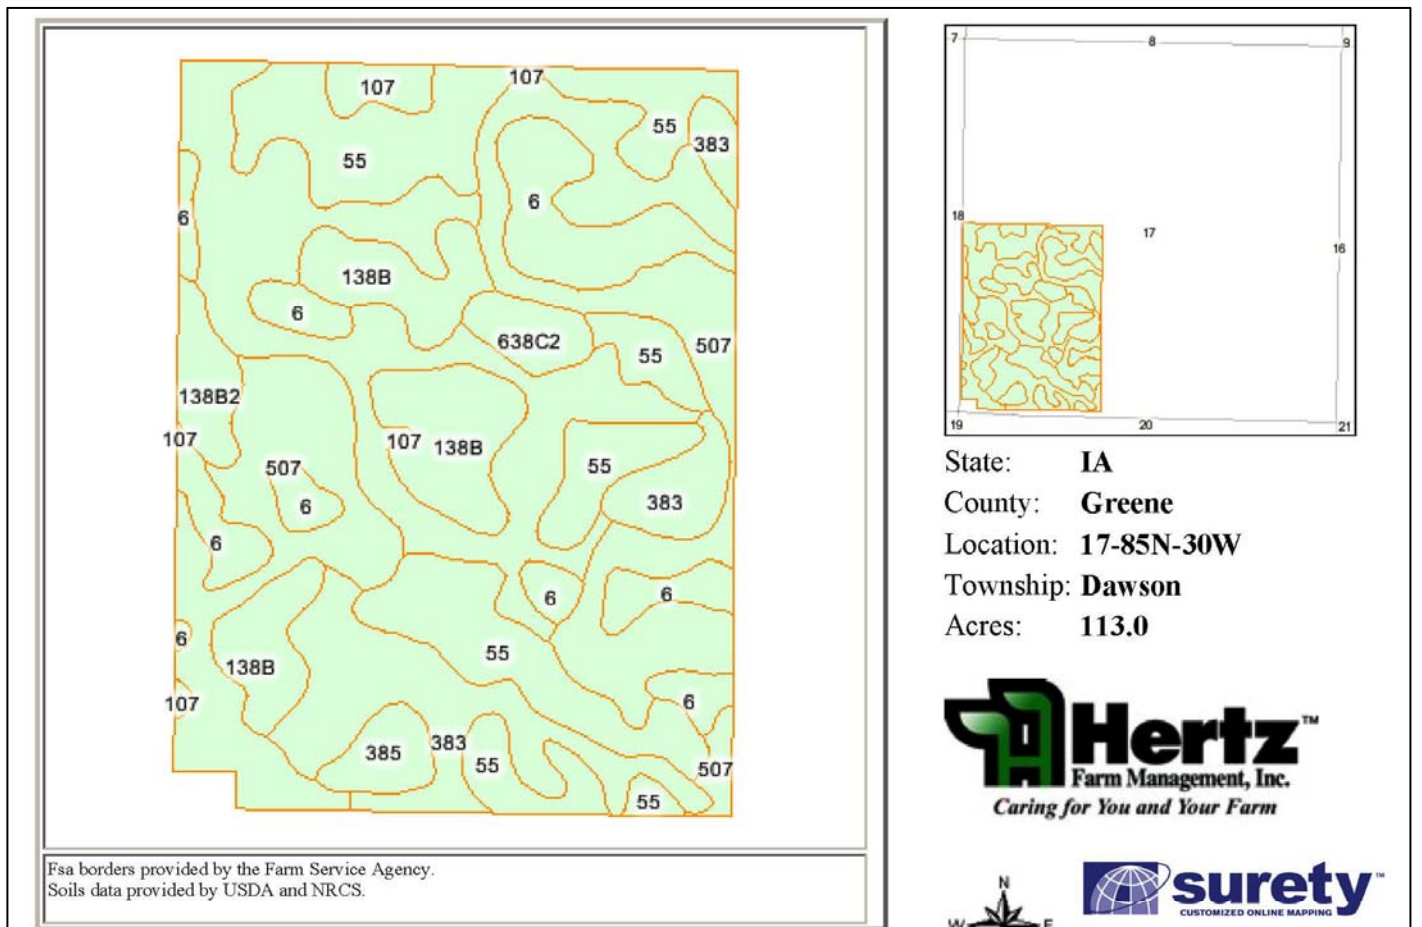 107
107
55
383
55
6
6
138B
6
638C2
55
507
138B2
107
107
138B
507
55
6
383
6
6
6
6
55
138B
107
6
385
383
55
507
55
Fsa borders provided by the Farm Service Agency.
Soils data provided by USDA and NRCS.
7
8
9
18
17
16
19
20
21
State: IA
County: Greene
Location: 17-85N-30W
Township: Dawson
Acres: 113.0
Hertz™
Farm Management, Inc.
Caring for You and Your Farm
N
W E
surety™
CUSTOMIZED ONLINE MAPPING